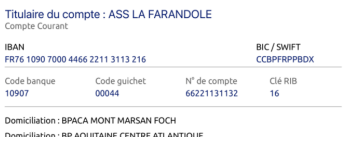 Titulaire du compte : ASS LA FARANDOLE
Compte Courant
IBAN BIC / SWIFT
FR76 1090 7000 4466 2211 3113 216 CCBPFRPPBDX
Code banque Code guichet N° de compte Clé RIB
10907 00044 66221131132 16
Domiciliation : BPACA MONT MARSAN FOCH
Domiciliation : BP AQUITAINE CENTRE ATLANTIQUE